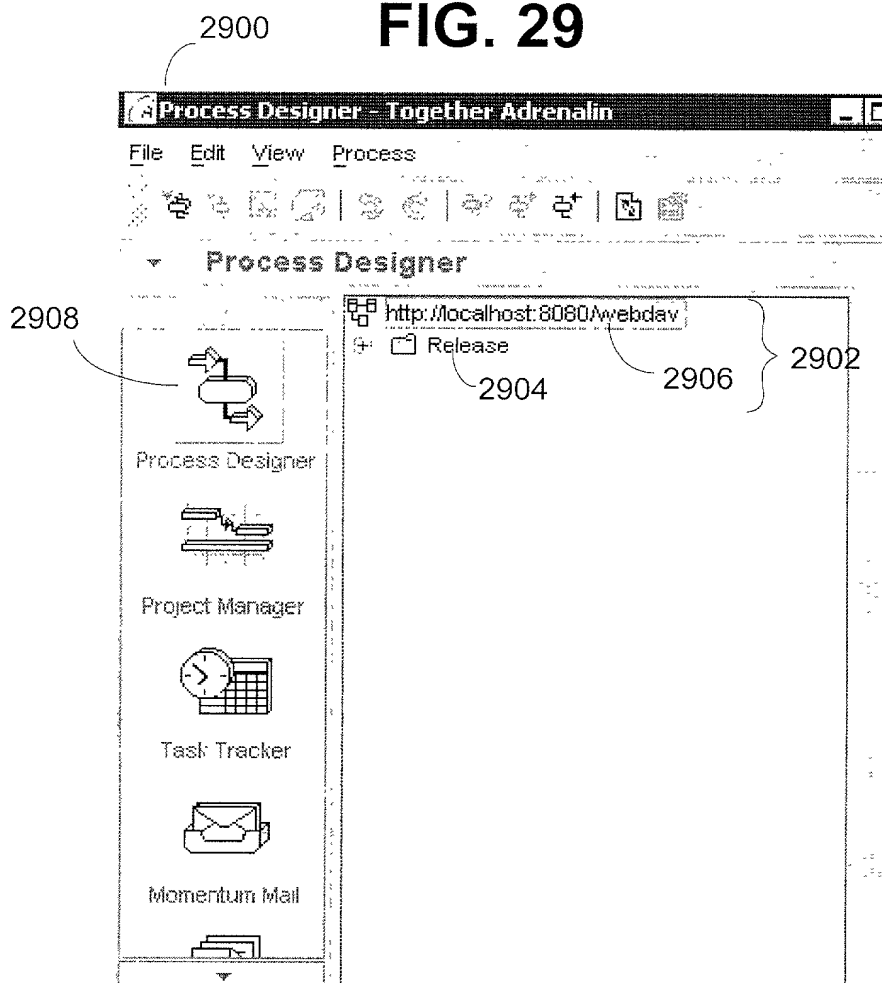 FIG. 29
2900
Process Designer - Together Adrenalin
File Edit View Process
Process Designer
http://localhost:8080/webdav
Release
2902
2904
2906
2908
Process Designer
Project Manager
Task Tracker
Momentum Mail